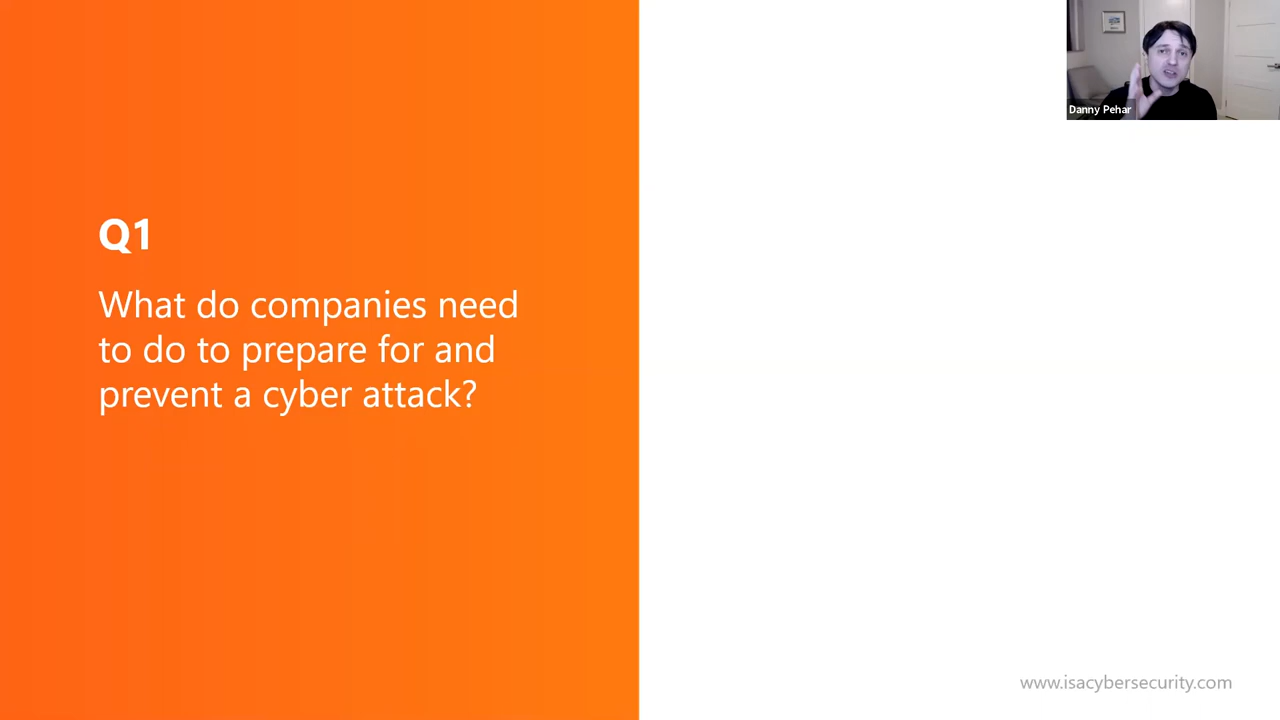 Danny Pehar
Q1
What do companies need
to do to prepare for and
prevent a cyber attack?
www.isacybersecurity.com